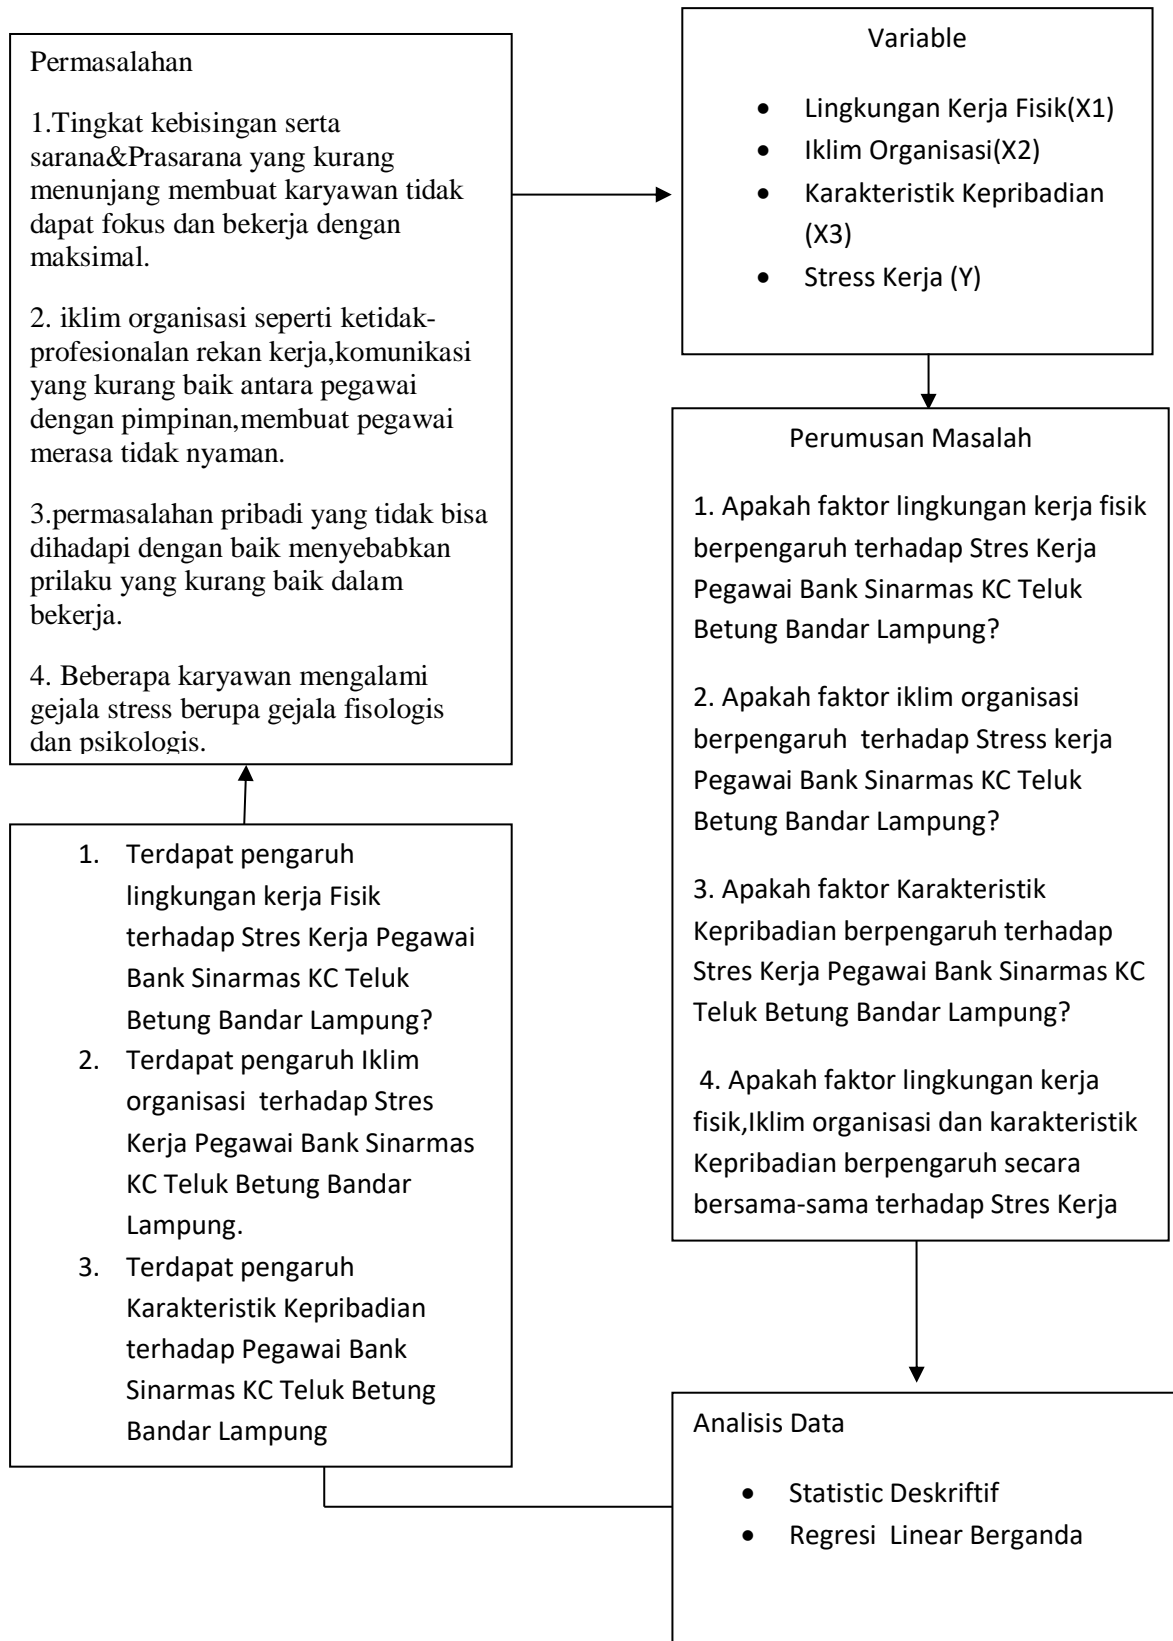 Permasalahan
1.Tingkat kebisingan serta
sarana&Prasarana yang kurang
menunjang membuat karyawan tidak
dapat fokus dan bekerja dengan
maksimal.
2. iklim organisasi seperti ketidak-
profesionalan rekan kerja,komunikasi
yang kurang baik antara pegawai
dengan pimpinan,membuat pegawai
merasa tidak nyaman.
3.permasalahan pribadi yang tidak bisa
dihadapi dengan baik menyebabkan
prilaku yang kurang baik dalam
bekerja.
4. Beberapa karyawan mengalami
gejala stress berupa gejala fisologis
dan psikologis.
Variable
• Lingkungan Kerja Fisik(X1)
• Iklim Organisasi(X2)
• Karakteristik Kepribadian
(X3)
• Stress Kerja (Y)
Perumusan Masalah
1. Apakah faktor lingkungan kerja fisik
berpengaruh terhadap Stres Kerja
Pegawai Bank Sinarmas KC Teluk
Betung Bandar Lampung?
2. Apakah faktor iklim organisasi
berpengaruh  terhadap Stress kerja
Pegawai Bank Sinarmas KC Teluk
Betung Bandar Lampung?
3. Apakah faktor Karakteristik
Kepribadian berpengaruh terhadap
Stres Kerja Pegawai Bank Sinarmas KC
Teluk Betung Bandar Lampung?
4. Apakah faktor lingkungan kerja
fisik,Iklim organisasi dan karakteristik
Kepribadian berpengaruh secara
bersama-sama terhadap Stres Kerja
Analisis Data
• Statistic Deskriftif
• Regresi  Linear Berganda
1. Terdapat pengaruh
lingkungan kerja Fisik
terhadap Stres Kerja Pegawai
Bank Sinarmas KC Teluk
Betung Bandar Lampung?
2. Terdapat pengaruh Iklim
organisasi  terhadap Stres
Kerja Pegawai Bank Sinarmas
KC Teluk Betung Bandar
Lampung.
3. Terdapat pengaruh
Karakteristik Kepribadian
terhadap Pegawai Bank
Sinarmas KC Teluk Betung
Bandar Lampung